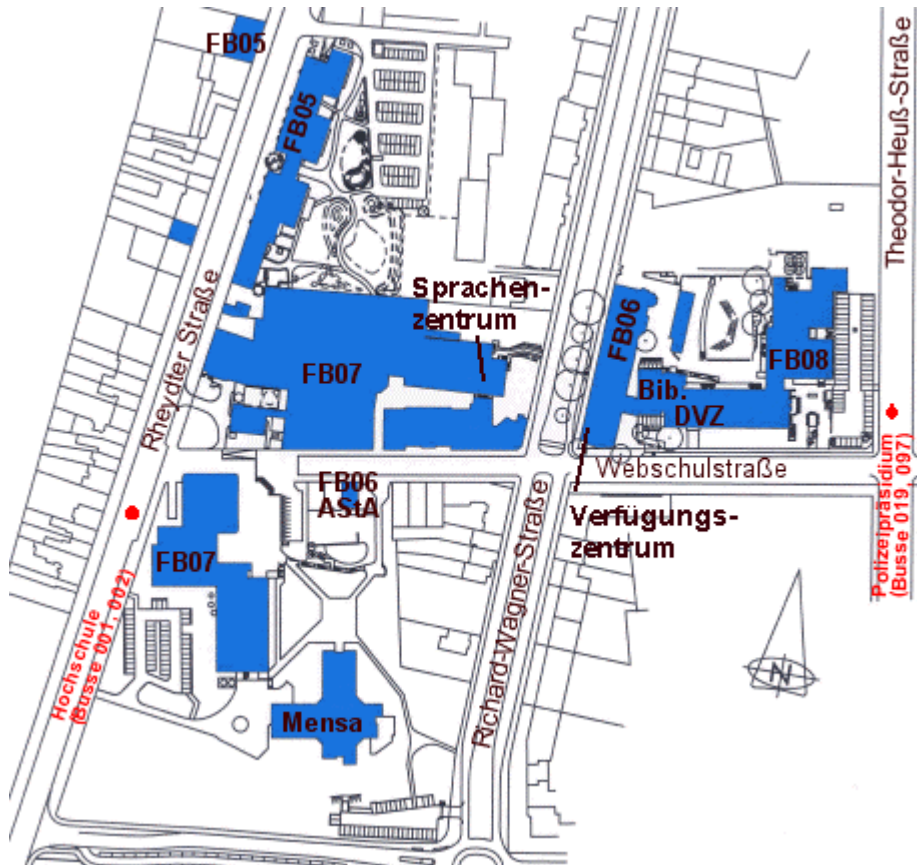 FB05
FB05
Theodor-Heuß-Straße
Rheydter Straße
Sprachen-
zentrum
FB06
FB07
FB08
Bib.
DVZ
Webschulstraße
FB06
AStA
Verfügungs-
zentrum
Polizeipräsidium
(Busse 019, 097)
FB07
Hochschule
(Busse 001, 002)
Richard-Wagner-Straße
Mensa
N